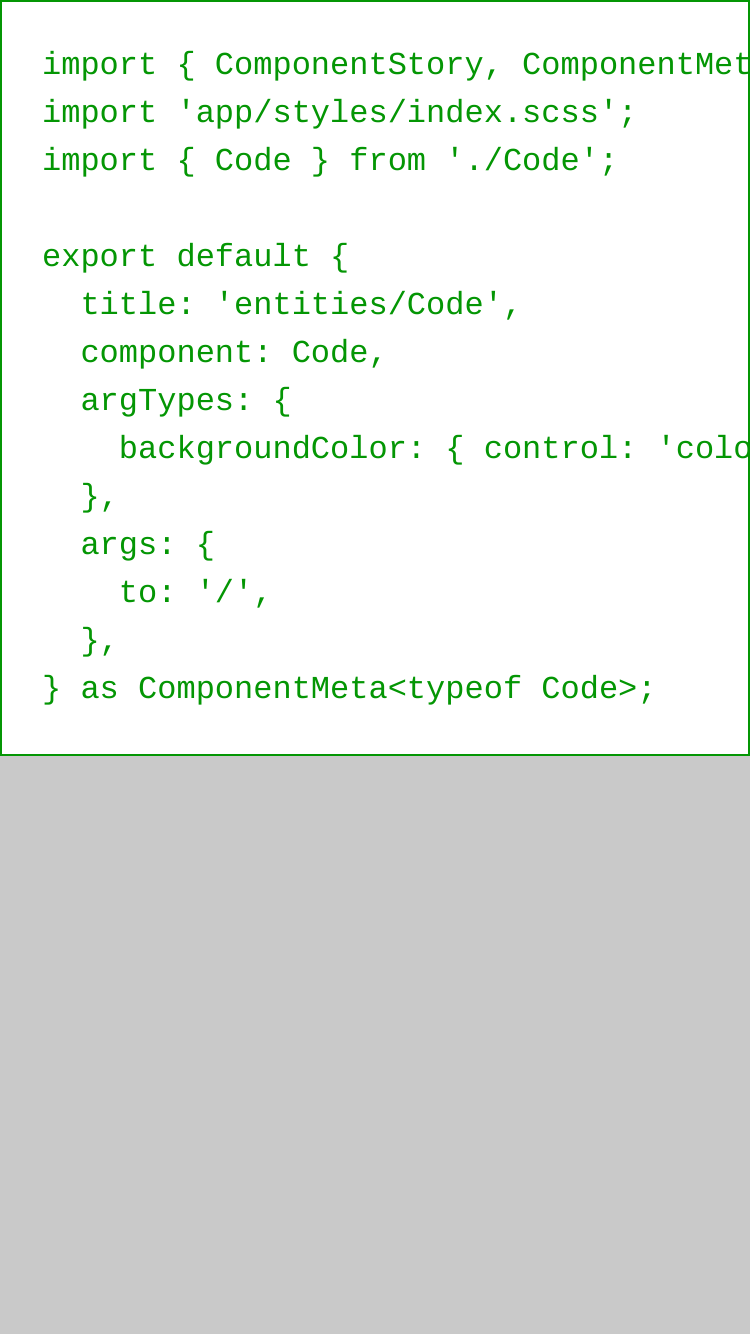 import { ComponentStory, ComponentMet
import 'app/styles/index.scss';
import { Code } from './Code';

export default {
  title: 'entities/Code',
  component: Code,
  argTypes: {
    backgroundColor: { control: 'colo
  },
  args: {
    to: '/',
  },
} as ComponentMeta<typeof Code>;